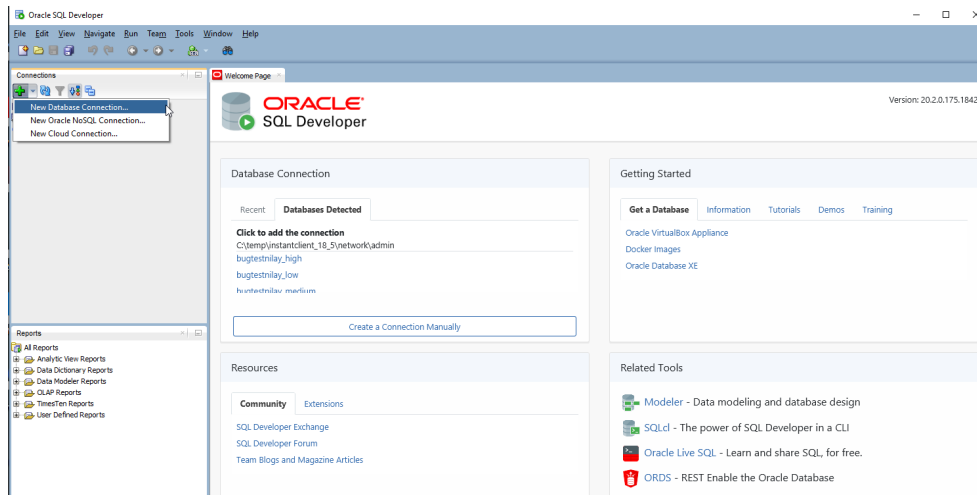 Oracle SQL Developer
File Edit View Navigate Run Team Tools Window Help
Connections
New Database Connection...
New Oracle NoSQL Connection...
New Cloud Connection...
Reports
All Reports
Analytic View Reports
Data Dictionary Reports
Data Modeler Reports
OLAP Reports
TimesTen Reports
User Defined Reports
Welcome Page
ORACLE®
SQL Developer
Version: 20.2.0.175.1842
Database Connection
Recent Databases Detected
Click to add the connection
C:\temp\instantclient_18_5\network\admin
bugtestnilay_high
bugtestnilay_low
bugtestnilay_medium
Create a Connection Manually
Getting Started
Get a Database Information Tutorials Demos Training
Oracle VirtualBox Appliance
Docker Images
Oracle Database XE
Resources
Community Extensions
SQL Developer Exchange
SQL Developer Forum
Team Blogs and Magazine Articles
Related Tools
Modeler - Data modeling and database design
SQLcl - The power of SQL Developer in a CLI
Oracle Live SQL - Learn and share SQL, for free.
ORDS - REST Enable the Oracle Database